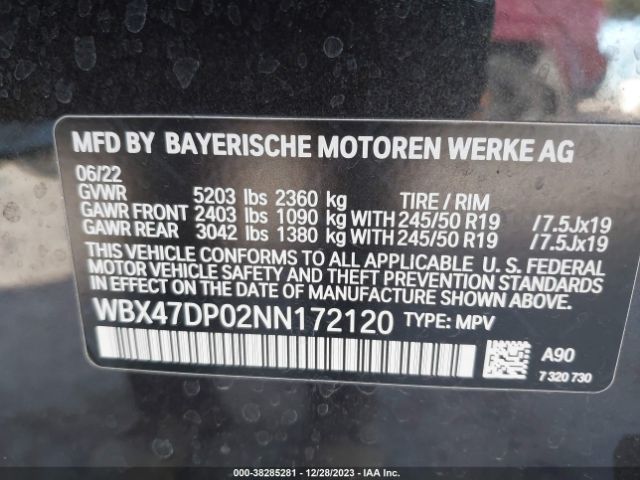 MFD BY BAYERISCHE MOTOREN WERKE AG
06/22
GVWR 5203 lbs 2360 kg TIRE / RIM
GAWR FRONT 2403 lbs 1090 kg WITH 245/50 R19 /7.5Jx19
GAWR REAR 3042 lbs 1380 kg WITH 245/50 R19 /7.5Jx19
THIS VEHICLE CONFORMS TO ALL APPLICABLE U. S. FEDERAL
MOTOR VEHICLE SAFETY AND THEFT PREVENTION STANDARDS
IN EFFECT ON THE DATE OF MANUFACTURE SHOWN ABOVE.
WBX47DP02NN172120 TYPE: MPV
A90
7 320 730
000-38285281 - 12/28/2023 - IAA Inc.